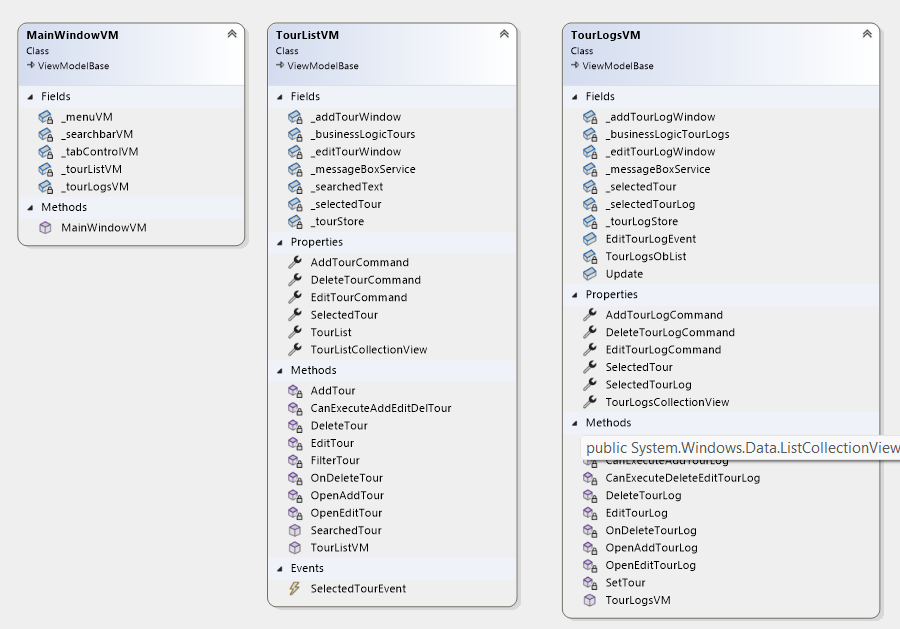 MainWindowVM
Class
ViewModelBase
Fields
_menuVM
_searchbarVM
_tabControlVM
_tourListVM
_tourLogsVM
Methods
MainWindowVM
TourListVM
Class
ViewModelBase
Fields
_addTourWindow
_businessLogicTours
_editTourWindow
_messageBoxService
_searchedText
_selectedTour
_tourStore
Properties
AddTourCommand
DeleteTourCommand
EditTourCommand
SelectedTour
TourList
TourListCollectionView
Methods
AddTour
CanExecuteAddEditDelTour
DeleteTour
EditTour
FilterTour
OnDeleteTour
OpenAddTour
OpenEditTour
SearchedTour
TourListVM
Events
SelectedTourEvent
TourLogsVM
Class
ViewModelBase
Fields
_addTourLogWindow
_businessLogicTourLogs
_editTourLogWindow
_messageBoxService
_selectedTour
_selectedTourLog
_tourLogStore
EditTourLogEvent
TourLogsObList
Update
Properties
AddTourLogCommand
DeleteTourLogCommand
EditTourLogCommand
SelectedTour
SelectedTourLog
TourLogsCollectionView
Methods
public System.Windows.Data.ListCollectionView
CanExecuteAddTourLog
CanExecuteDeleteEditTourLog
DeleteTourLog
EditTourLog
OnDeleteTourLog
OpenAddTourLog
OpenEditTourLog
SetTour
TourLogsVM